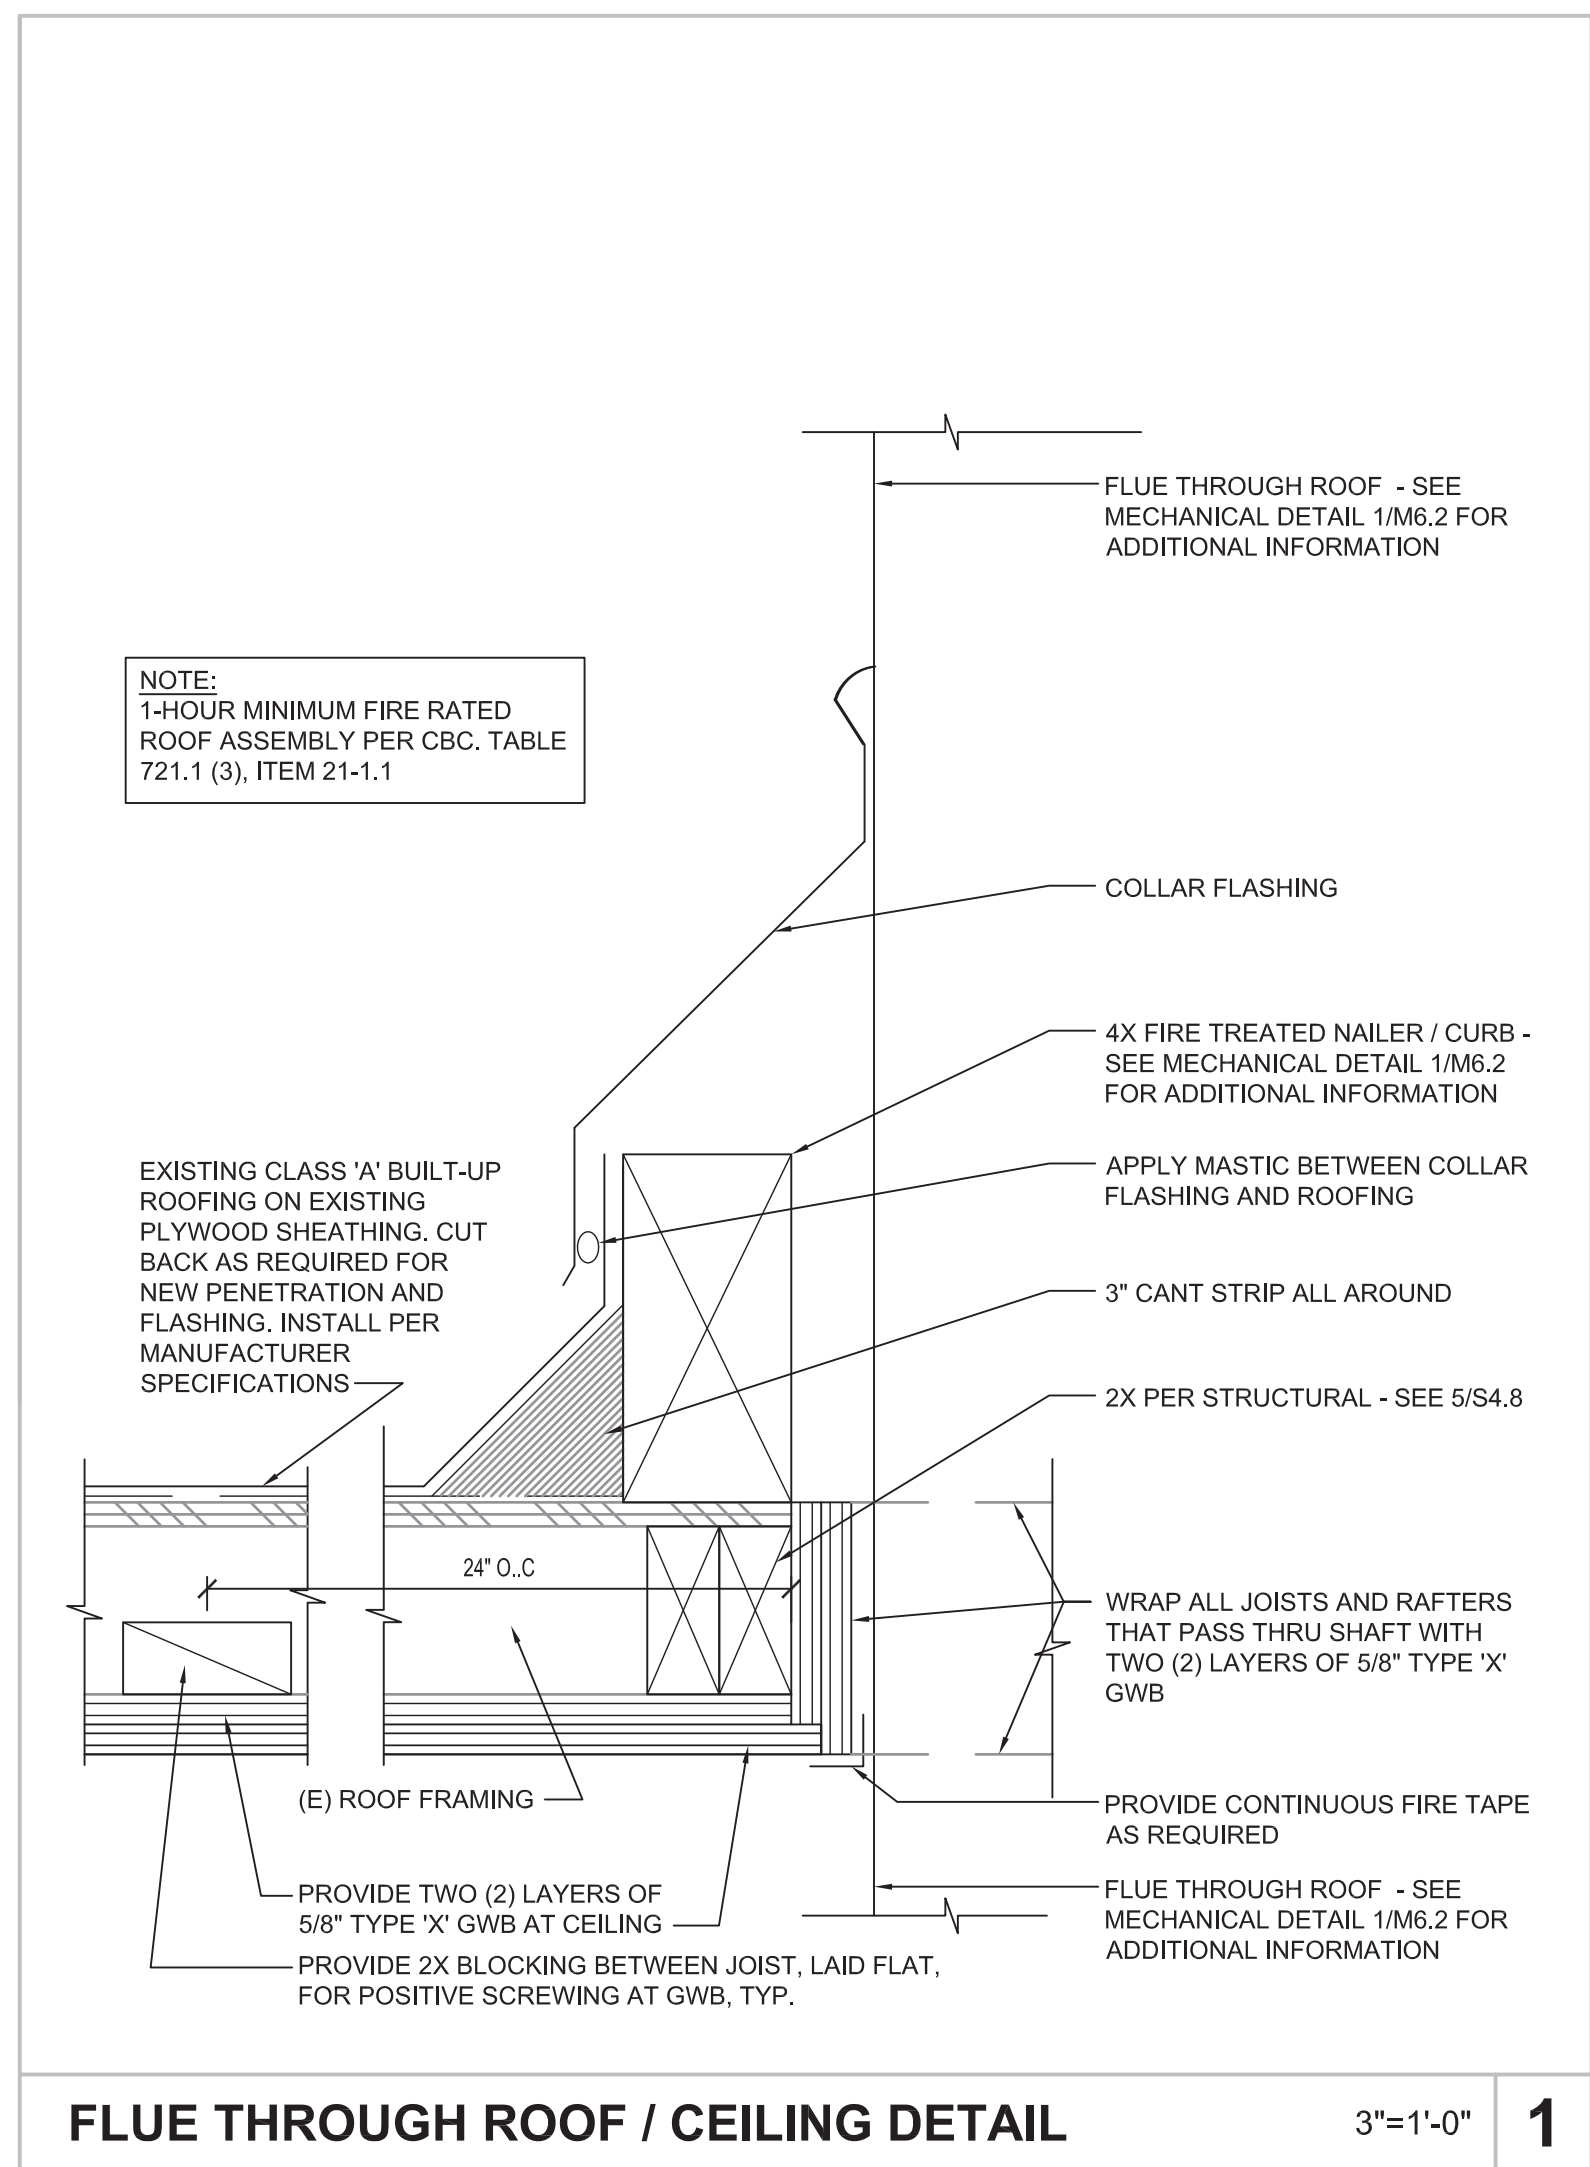 FLUE THROUGH ROOF - SEE
MECHANICAL DETAIL 1/M6.2 FOR
ADDITIONAL INFORMATION
NOTE:
1-HOUR MINIMUM FIRE RATED
ROOF ASSEMBLY PER CBC. TABLE
721.1 (3), ITEM 21-1.1
COLLAR FLASHING
4X FIRE TREATED NAILER / CURB -
SEE MECHANICAL DETAIL 1/M6.2
FOR ADDITIONAL INFORMATION
APPLY MASTIC BETWEEN COLLAR
FLASHING AND ROOFING
EXISTING CLASS 'A' BUILT-UP
ROOFING ON EXISTING
PLYWOOD SHEATHING. CUT
BACK AS REQUIRED FOR
NEW PENETRATION AND
FLASHING. INSTALL PER
MANUFACTURER
SPECIFICATIONS
3" CANT STRIP ALL AROUND
2X PER STRUCTURAL - SEE 5/S4.8
24" O..C
WRAP ALL JOISTS AND RAFTERS
THAT PASS THRU SHAFT WITH
TWO (2) LAYERS OF 5/8" TYPE 'X'
GWB
(E) ROOF FRAMING
PROVIDE CONTINUOUS FIRE TAPE
AS REQUIRED
PROVIDE TWO (2) LAYERS OF
5/8" TYPE 'X' GWB AT CEILING
FLUE THROUGH ROOF - SEE
MECHANICAL DETAIL 1/M6.2 FOR
ADDITIONAL INFORMATION
PROVIDE 2X BLOCKING BETWEEN JOIST, LAID FLAT,
FOR POSITIVE SCREWING AT GWB, TYP.
FLUE THROUGH ROOF / CEILING DETAIL
3"=1'-0"
1